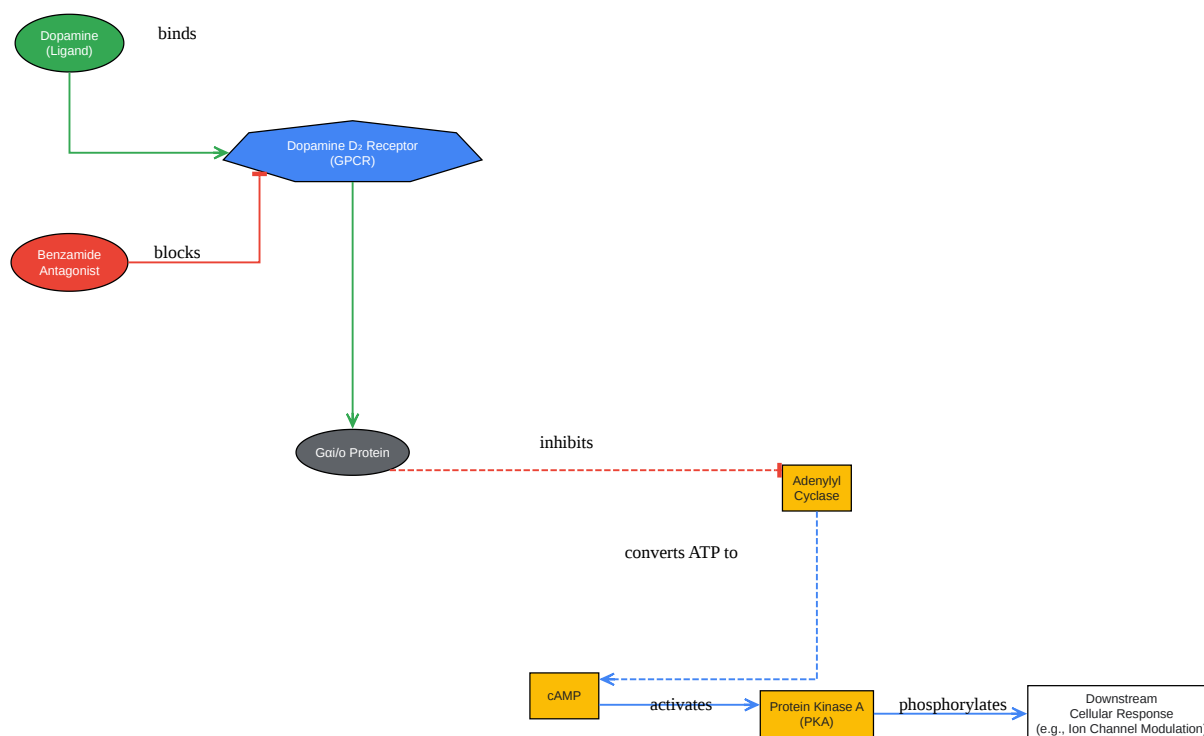 Dopamine
(Ligand)
binds
Dopamine D₂ Receptor
(GPCR)
Benzamide
Antagonist
blocks
Gαi/o Protein
inhibits
Adenylyl
Cyclase
converts ATP to
cAMP
activates
Protein Kinase A
(PKA)
phosphorylates
Downstream
Cellular Response
(e.g., Ion Channel Modulation)